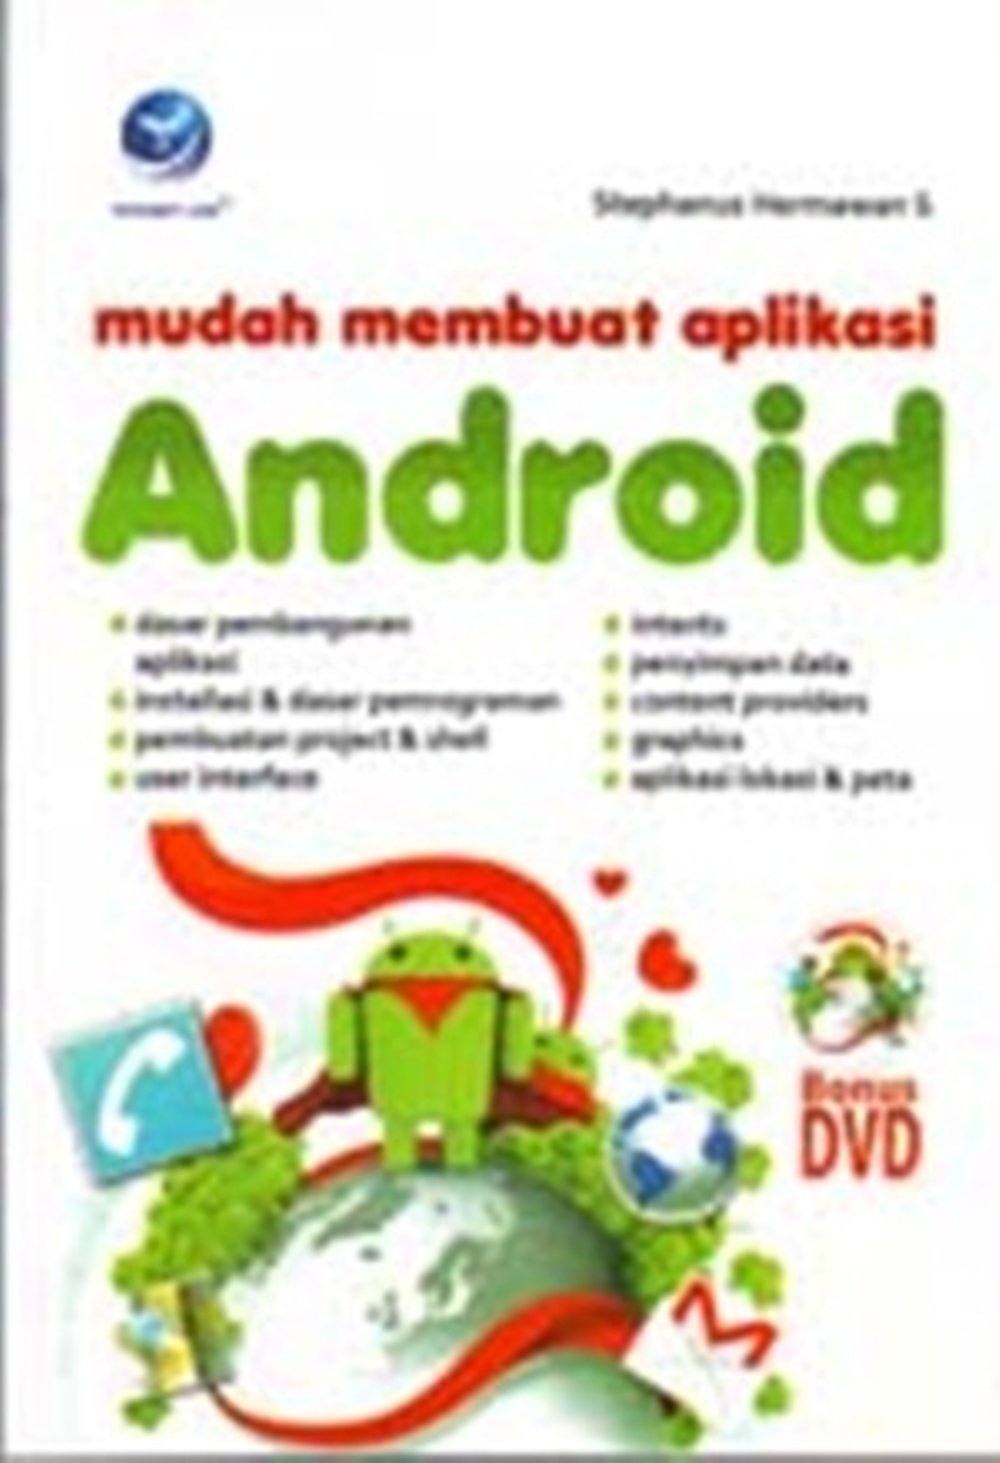 Stephanus Hermawan S
mudah membuat aplikasi
Android
dasar pembangunan
aplikasi
installasi & dasar pemrograman
pembuatan project & shell
user interface
intents
penyimpan data
content providers
graphics
aplikasi lokasi & peta
Bonus
DVD